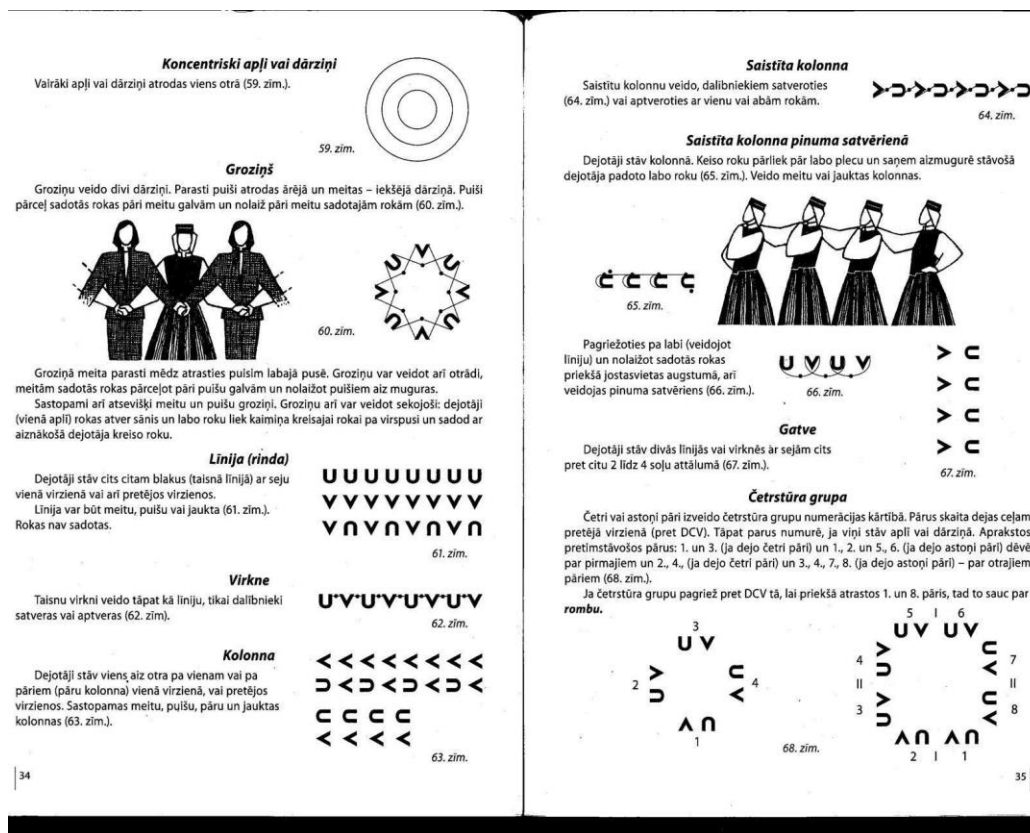 Koncentriski apļi vai dārziņi
Vairāki apļi vai dārziņi atrodas viens otrā (59. zīm.).
59. zīm.
Groziņš
Groziņu veido divi dārziņi. Parasti puiši atrodas ārējā un meitas – iekšējā dārziņā. Puiši
pārceļ sadotās rokas pāri meitu galvām un nolaiž pāri meitu sadotajām rokām (60. zīm.).
60. zīm.
Groziņā meita parasti mēdz atrasties puisim labajā pusē. Groziņu var veidot arī otrādi,
meitām sadotās rokas pārceļot pāri puišu galvām un nolaižot puišiem aiz muguras.
Sastopami arī atsevišķi meitu un puišu groziņi. Groziņu arī var veidot sekojoši: dejotāji
(vienā aplī) rokas atver sānis un labo roku liek kaimiņa kreisajai rokai pa virspusi un sadod ar
aiznākošā dejotāja kreiso roku.
Līnija (rinda)
Dejotāji stāv cits citam blakus (taisnā līnijā) ar seju
vienā virzienā vai arī pretējos virzienos.
Līnija var būt meitu, puišu vai jaukta (61. zīm.).
Rokas nav sadotas.
61. zīm.
Virkne
Taisnu virkni veido tāpat kā līniju, tikai dalībnieki
satveras vai aptveras (62. zīm).
62. zīm.
Kolonna
Dejotāji stāv viens aiz otra pa vienam vai pa
pāriem (pāru kolonna) vienā virzienā, vai pretējos
virzienos. Sastopamas meitu, puišu, pāru un jauktas
kolonnas (63. zīm.).
63. zīm.
34
Saistīta kolonna
Saistītu kolonnu veido, dalībniekiem satveroties
(64. zīm.) vai aptveroties ar vienu vai abām rokām.
64. zīm.
Saistīta kolonna pinuma satvērienā
Dejotāji stāv kolonnā. Keiso roku pārliek pār labo plecu un saņem aizmugurē stāvošā
dejotāja padoto labo roku (65. zīm.). Veido meitu vai jauktas kolonnas.
65. zīm.
Pagriežoties pa labi (veidojot
līniju) un nolaižot sadotās rokas
priekšā jostasvietas augstumā, arī
veidojas pinuma satvēriens (66. zīm.).
66. zīm.
Gatve
Dejotāji stāv divās līnijās vai virknēs ar sejām cits
pret citu 2 līdz 4 soļu attālumā (67. zīm.).
67. zīm.
Četrstūra grupa
Četri vai astoņi pāri izveido četrstūra grupu numerācijas kārtībā. Pārus skaita dejas ceļam
pretējā virzienā (pret DCV). Tāpat parus numurē, ja viņi stāv aplī vai dārziņā. Aprakstos
pretimstāvošos pārus: 1. un 3. (ja dejo četri pāri) un 1., 2. un 5., 6. (ja dejo astoņi pāri) dēvē
par pirmajiem un 2., 4., (ja dejo četri pāri) un 3., 4., 7., 8. (ja dejo astoņi pāri) – par otrajiem
pāriem (68. zīm.).
Ja četrstūra grupu pagriež pret DCV tā, lai priekšā atrastos 1. un 8. pāris, tad to sauc par
rombu.
3
2
4
1
5 I 6
4
7
II
II
3
8
2 I 1
68. zīm.
35